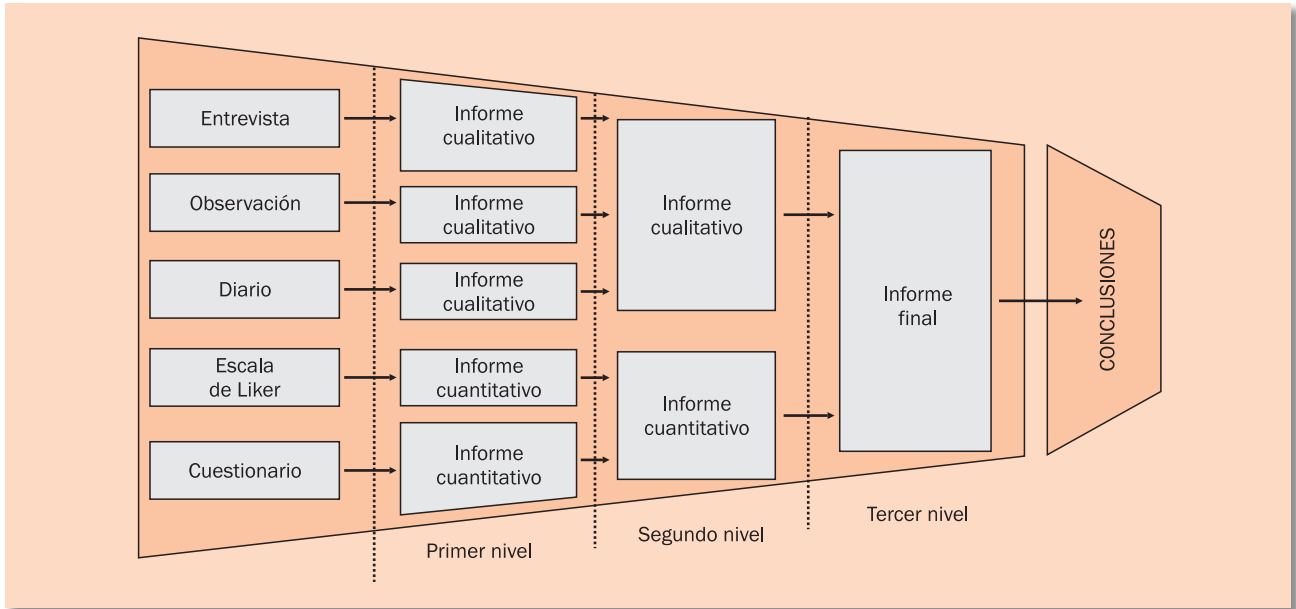 Entrevista
Observación
Diario
Escala
de Liker
Cuestionario
Informe
cualitativo
Informe
cualitativo
Informe
cualitativo
Informe
cuantitativo
Informe
cuantitativo
Primer nivel
Informe
cualitativo
Informe
cuantitativo
Segundo nivel
Informe
final
Tercer nivel
CONCLUSIONES